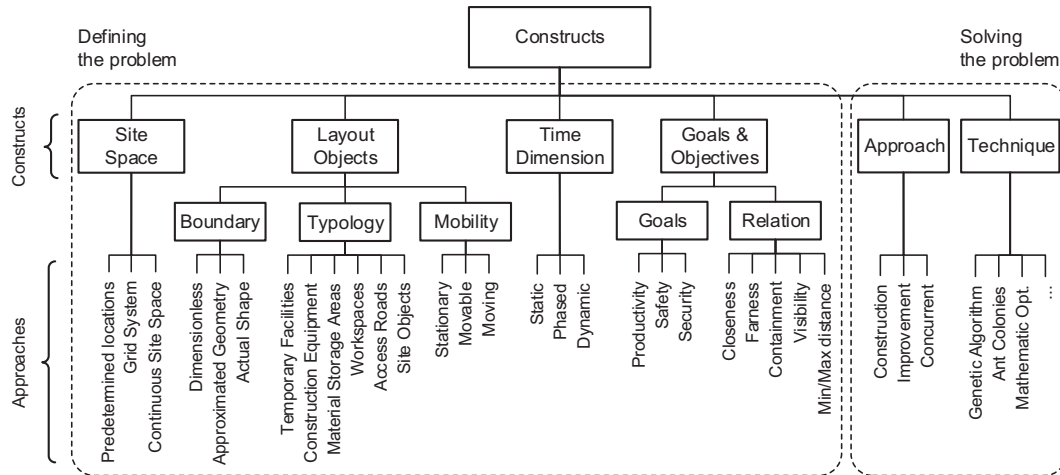 Defining
the problem
Constructs
Solving
the problem
Constructs
Site
Space
Layout
Objects
Time
Dimension
Goals &
Objectives
Approach
Technique
Boundary
Typology
Mobility
Goals
Relation
Approaches
Predetermined locations
Grid System
Continuous Site Space
Dimensionless
Approximated Geometry
Actual Shape
Temporary Facilities
Construction Equipment
Material Storage Areas
Workspaces
Access Roads
Site Objects
Stationary
Movable
Moving
Static
Phased
Dynamic
Productivity
Safety
Security
Closeness
Farness
Containment
Visibility
Min/Max distance
Construction
Improvement
Concurrent
Genetic Algorithm
Ant Colonies
Mathematic Opt.
...